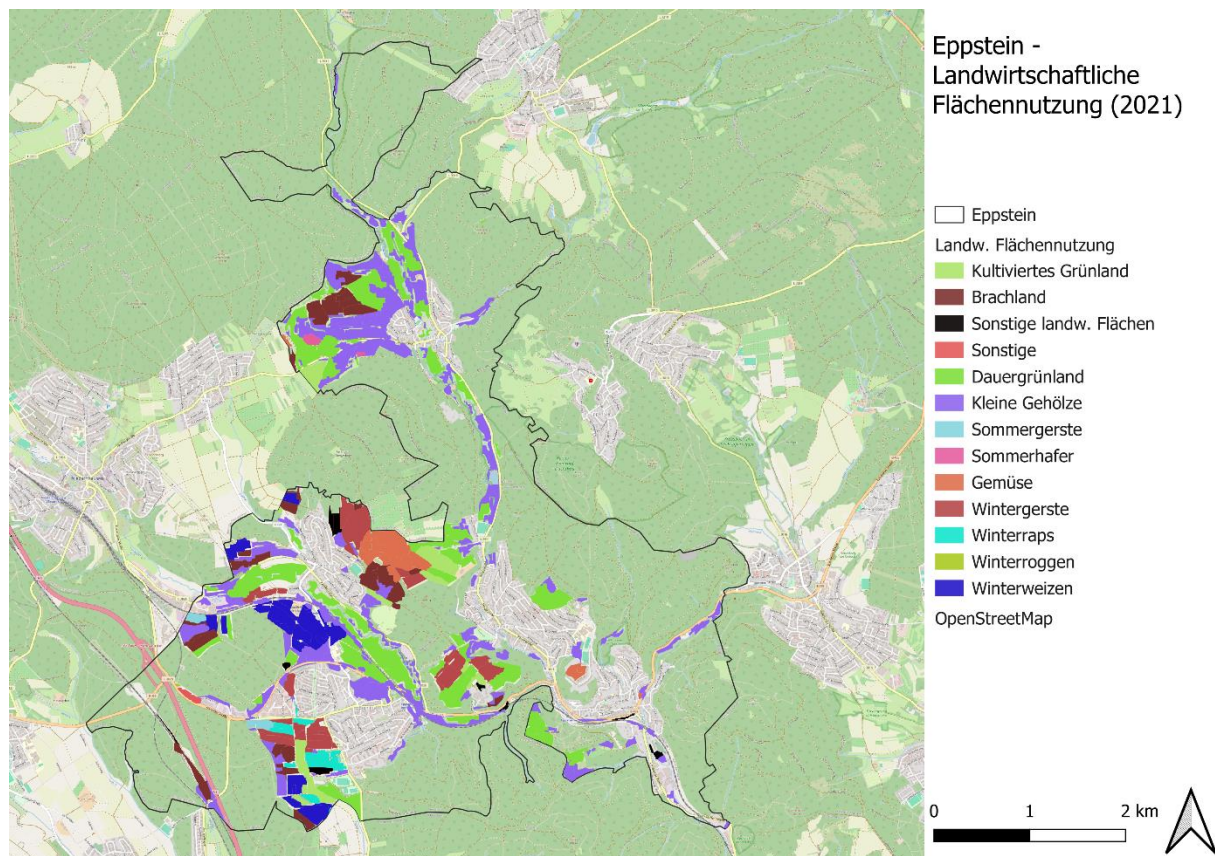 Eppstein -
Landwirtschaftliche
Flächennutzung (2021)
Eppstein
Landw. Flächennutzung
Kultiviertes Grünland
Brachland
Sonstige landw. Flächen
Sonstige
Dauergrünland
Kleine Gehölze
Sommergerste
Sommerhafer
Gemüse
Wintergerste
Winterraps
Winterroggen
Winterweizen
OpenStreetMap
0 1 2 km